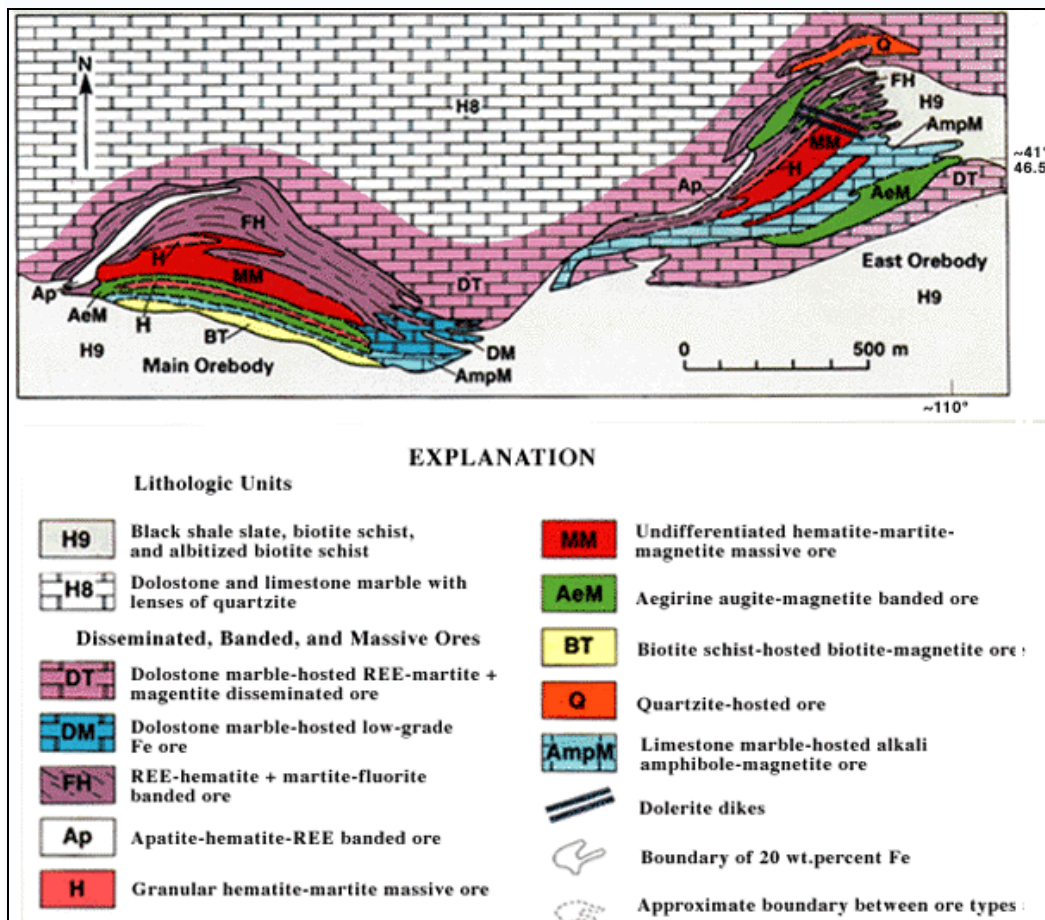 N
H8
Q
FH
H9
AmpM
MM
~41°
46.5
H
Ap
DT
AeM
FH
H
MM
DT
East Orebody
H9
Ap
AeM
H
BT
H9
Main Orebody
DM
AmpM
0 500 m
~110°
EXPLANATION
Lithologic Units
H9 Black shale slate, biotite schist,
and albitized biotite schist
H8 Dolostone and limestone marble with
lenses of quartzite
Disseminated, Banded, and Massive Ores
DT Dolostone marble-hosted REE-martite +
magentite disseminated ore
DM Dolostone marble-hosted low-grade
Fe ore
FH REE-hematite + martite-fluorite
banded ore
Ap Apatite-hematite-REE banded ore
H Granular hematite-martite massive ore
MM Undifferentiated hematite-martite-
magnetite massive ore
AeM Aegirine augite-magnetite banded ore
BT Biotite schist-hosted biotite-magnetite ore
Q Quartzite-hosted ore
AmpM Limestone marble-hosted alkali
amphibole-magnetite ore
Dolerite dikes
Boundary of 20 wt.percent Fe
Approximate boundary between ore types